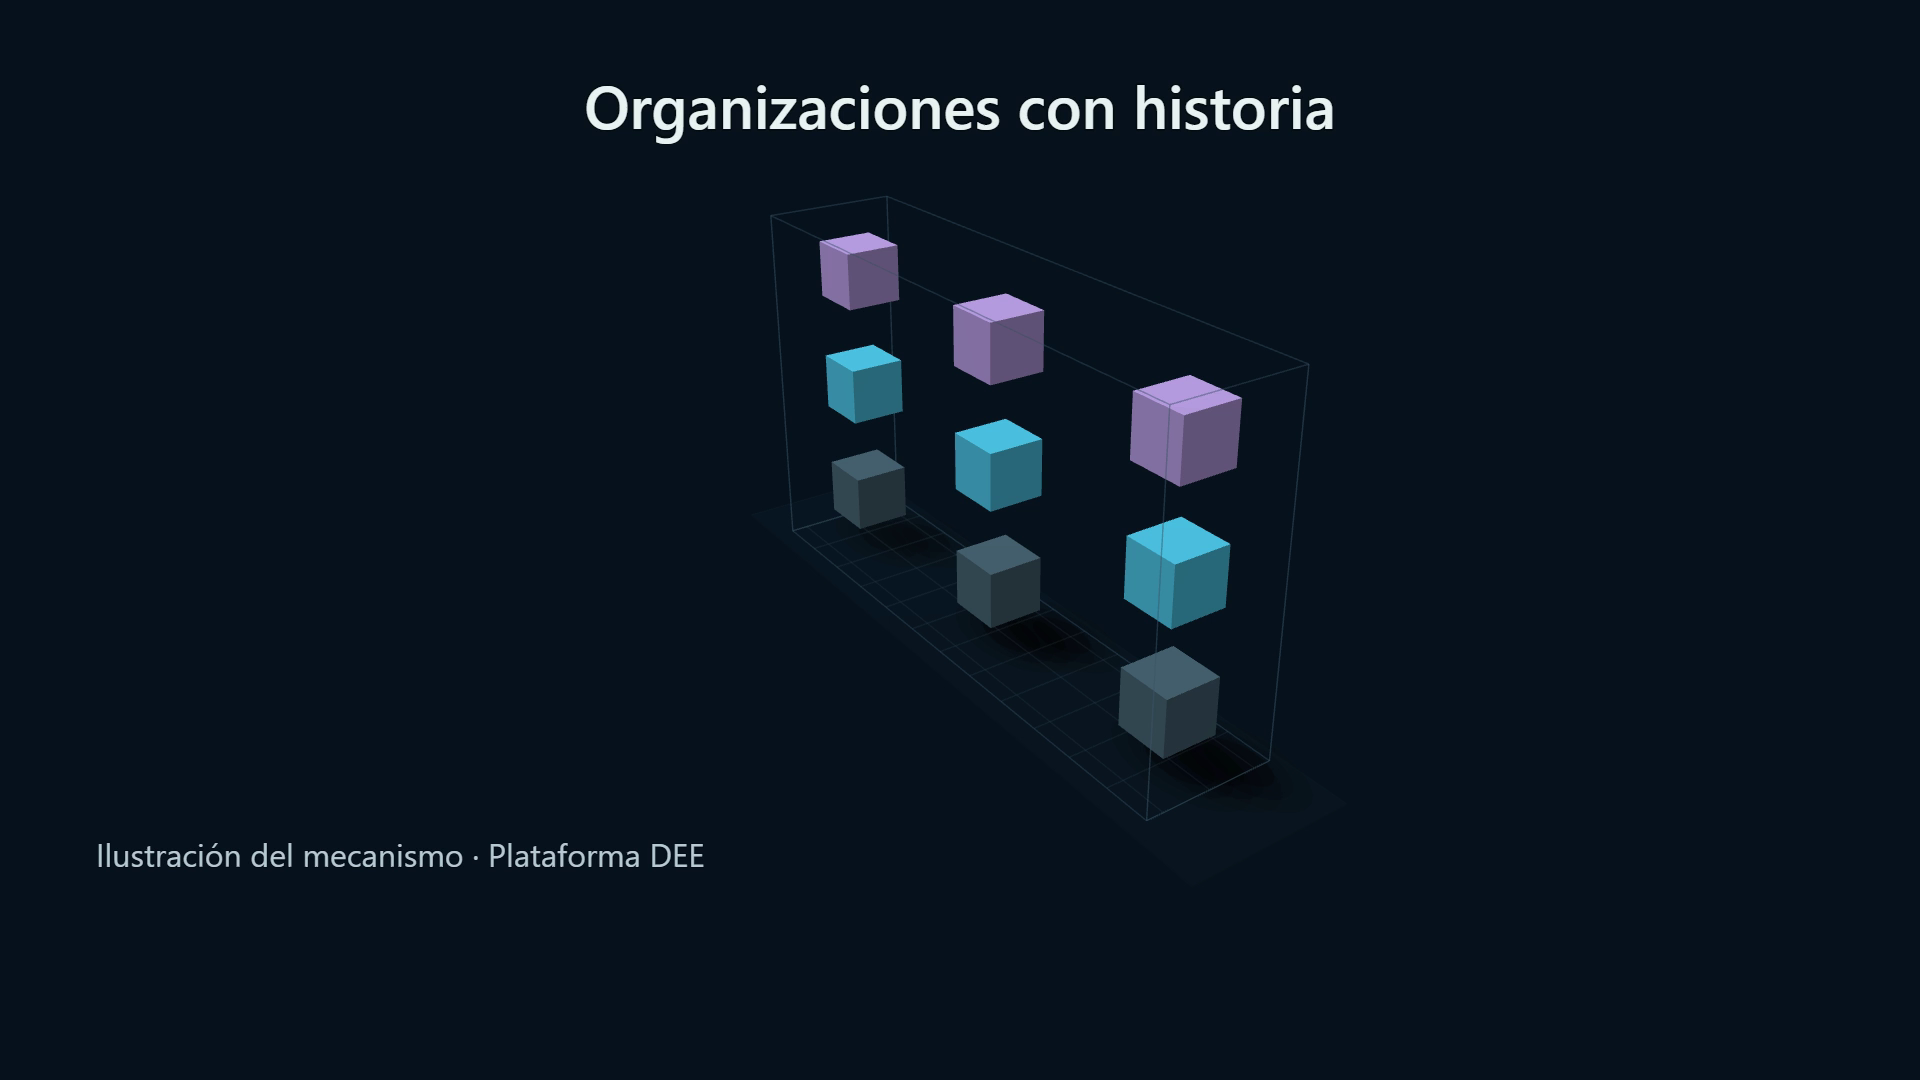 Organizaciones con historia
Ilustración del mecanismo · Plataforma DEE